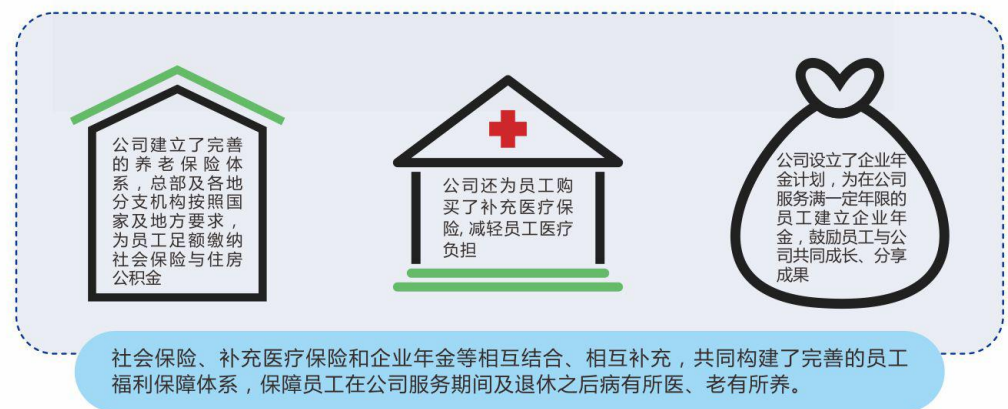 公司建立了完善
的养老保险体
系，总部及各地
分支机构按照国
家及地方要求，
为员工足额缴纳
社会保险与住房
公积金
公司还为员工购
买了补充医疗保
险,减轻员工医疗
负担
公司设立了企业年
金计划，为在公司
服务满一定年限的
员工建立企业年
金，鼓励员工与公
司共同成长、分享
成果
社会保险、补充医疗保险和企业年金等相互结合、相互补充，共同构建了完善的员工
福利保障体系，保障员工在公司服务期间及退休之后病有所医、老有所养。